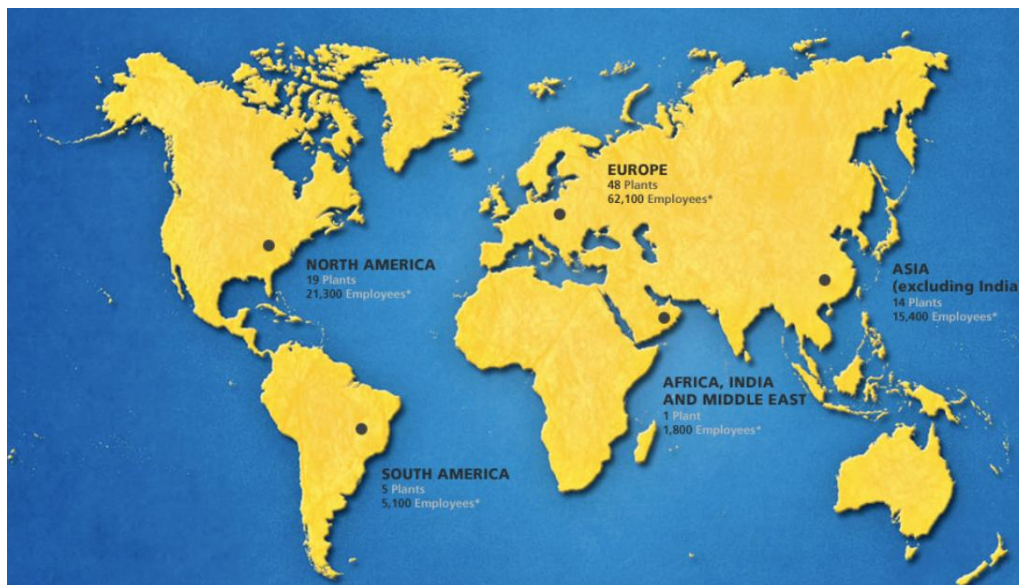 EUROPE
48 Plants
62,100 Employees*
NORTH AMERICA
19 Plants
21,300 Employees*
ASIA
(excluding India
14 Plants
15,400 Employees*
AFRICA, INDIA
AND MIDDLE EAST
1 Plant
1,800 Employees*
SOUTH AMERICA
5 Plants
5,100 Employees*